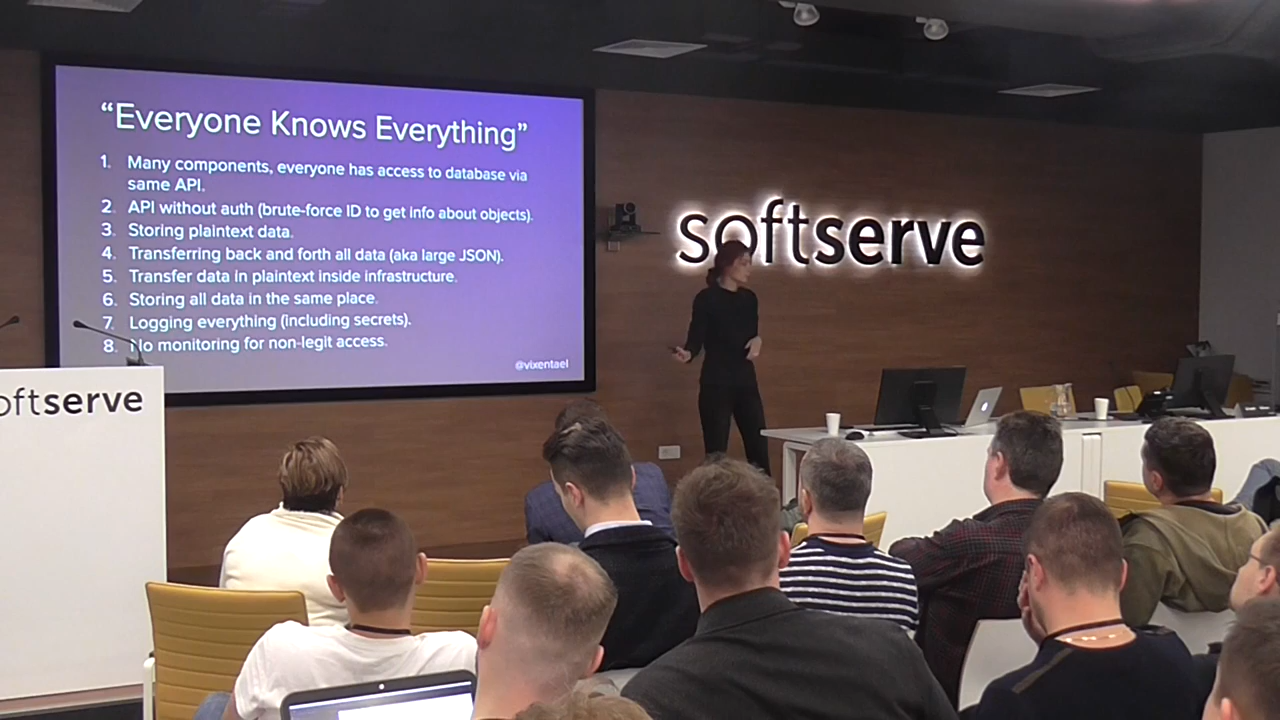 “Everyone Knows Everything”
1. Many components, everyone has access to database via
same API.
2. API without auth (brute-force ID to get info about objects).
3. Storing plaintext data.
4. Transferring back and forth all data (aka large JSON).
5. Transfer data in plaintext inside infrastructure.
6. Storing all data in the same place.
7. Logging everything (including secrets).
8. No monitoring for non-legit access.
@vixentael
softserve
oftserve